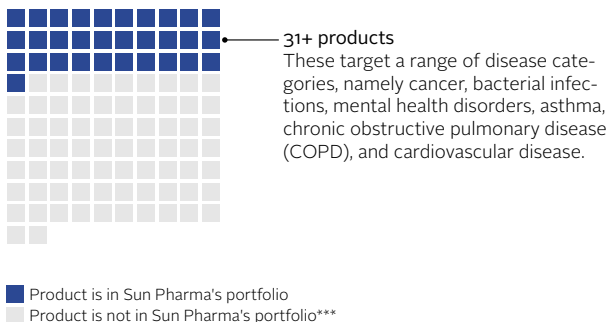 31+ products
These target a range of disease cate-
gories, namely cancer, bacterial infec-
tions, mental health disorders, asthma,
chronic obstructive pulmonary disease
(COPD), and cardiovascular disease.
Product is in Sun Pharma's portfolio
Product is not in Sun Pharma's portfolio***